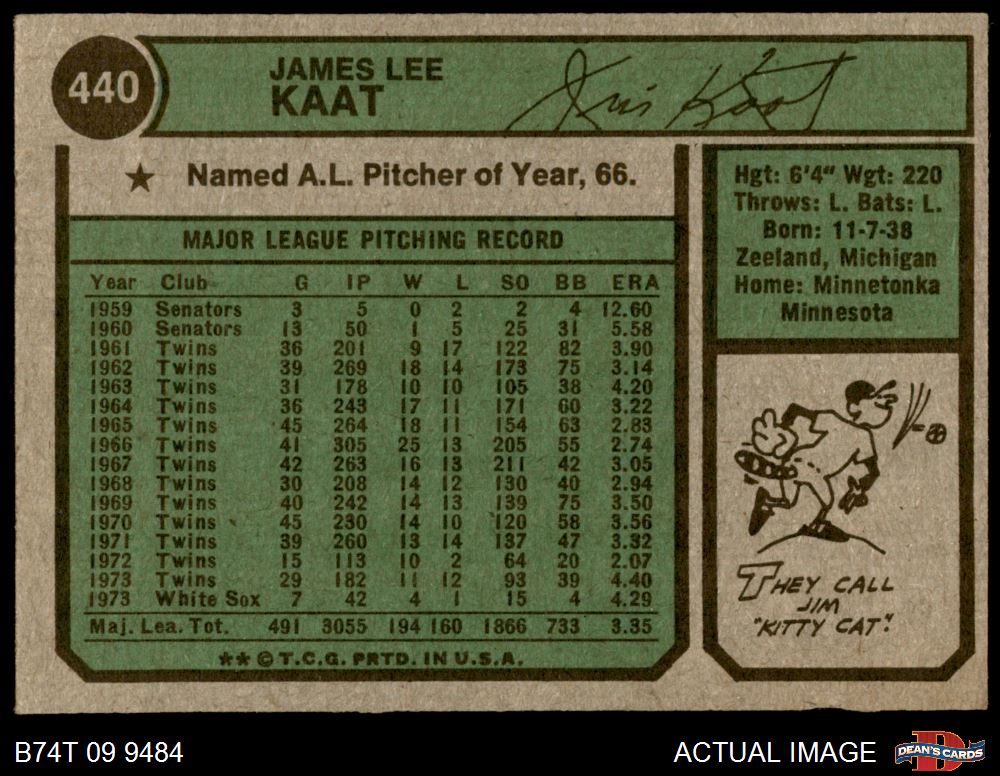 440
JAMES LEE
KAAT
Jim Kaat
★ Named A.L. Pitcher of Year, 66.
MAJOR LEAGUE PITCHING RECORD
Year Club G IP W L SO BB ERA
1959 Senators 3 5 0 2 2 4 12.60
1960 Senators 13 50 1 5 25 31 5.58
1961 Twins 36 201 9 17 122 82 3.90
1962 Twins 39 269 18 14 173 75 3.14
1963 Twins 31 178 10 10 105 38 4.20
1964 Twins 36 243 17 11 171 60 3.22
1965 Twins 45 264 18 11 154 63 2.83
1966 Twins 41 305 25 13 205 55 2.74
1967 Twins 42 263 16 13 211 42 3.05
1968 Twins 30 208 14 12 130 40 2.94
1969 Twins 40 242 14 13 139 75 3.50
1970 Twins 45 230 14 10 120 58 3.56
1971 Twins 39 260 13 14 137 47 3.32
1972 Twins 15 113 10 2 64 20 2.07
1973 Twins 29 182 11 12 93 39 4.40
1973 White Sox 7 42 4 1 15 4 4.29
Maj. Lea. Tot. 491 3055 194 160 1866 733 3.35
** © T.C.G. PRTD. IN U.S.A.
Hgt: 6'4" Wgt: 220
Throws: L. Bats: L.
Born: 11-7-38
Zeeland, Michigan
Home: Minnetonka
Minnesota
THEY CALL
JIM
"KITTY CAT".
B74T 09 9484
ACTUAL IMAGE
DEAN'S CARDS